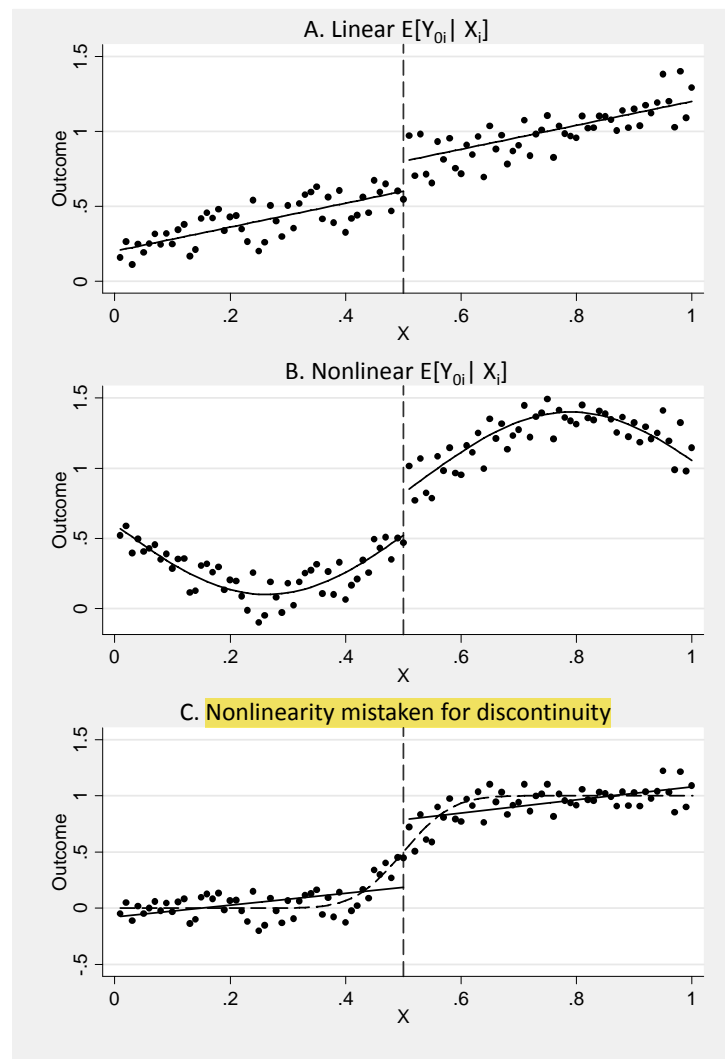 A. Linear E[Y₀ᵢ| Xᵢ]
1.5
1
.5
0
Outcome
0 .2 .4 .6 .8 1
X
B. Nonlinear E[Y₀ᵢ| Xᵢ]
1.5
1
.5
0
Outcome
0 .2 .4 .6 .8 1
X
C. Nonlinearity mistaken for discontinuity
1.5
1
.5
0
-.5
Outcome
0 .2 .4 .6 .8 1
X